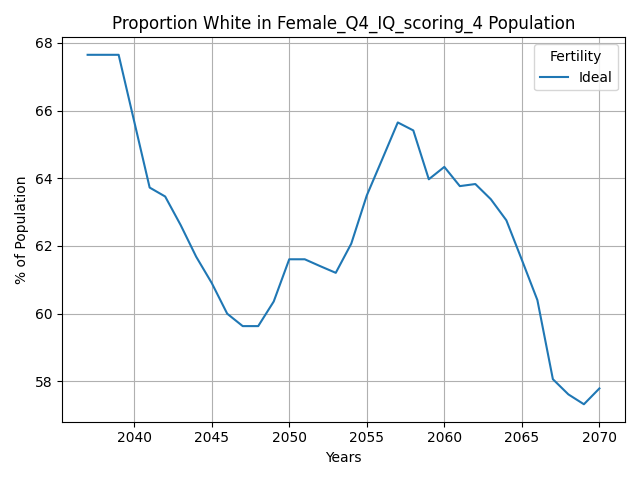 Proportion White in Female_Q4_IQ_scoring_4 Population
Fertility
Ideal
% of Population
68
66
64
62
60
58
2040 2045 2050 2055 2060 2065 2070
Years